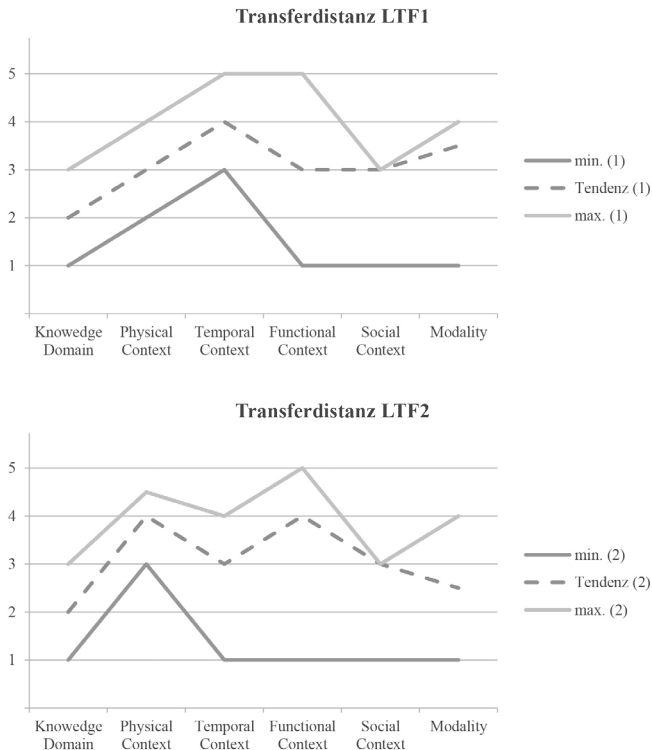 Transferdistanz LTF1
5
4
3
2
1
Knowedge
Domain
Physical
Context
Temporal
Context
Functional
Context
Social
Context
Modality
min. (1)
Tendenz (1)
max. (1)
Transferdistanz LTF2
5
4
3
2
1
Knowedge
Domain
Physical
Context
Temporal
Context
Functional
Context
Social
Context
Modality
min. (2)
Tendenz (2)
max. (2)